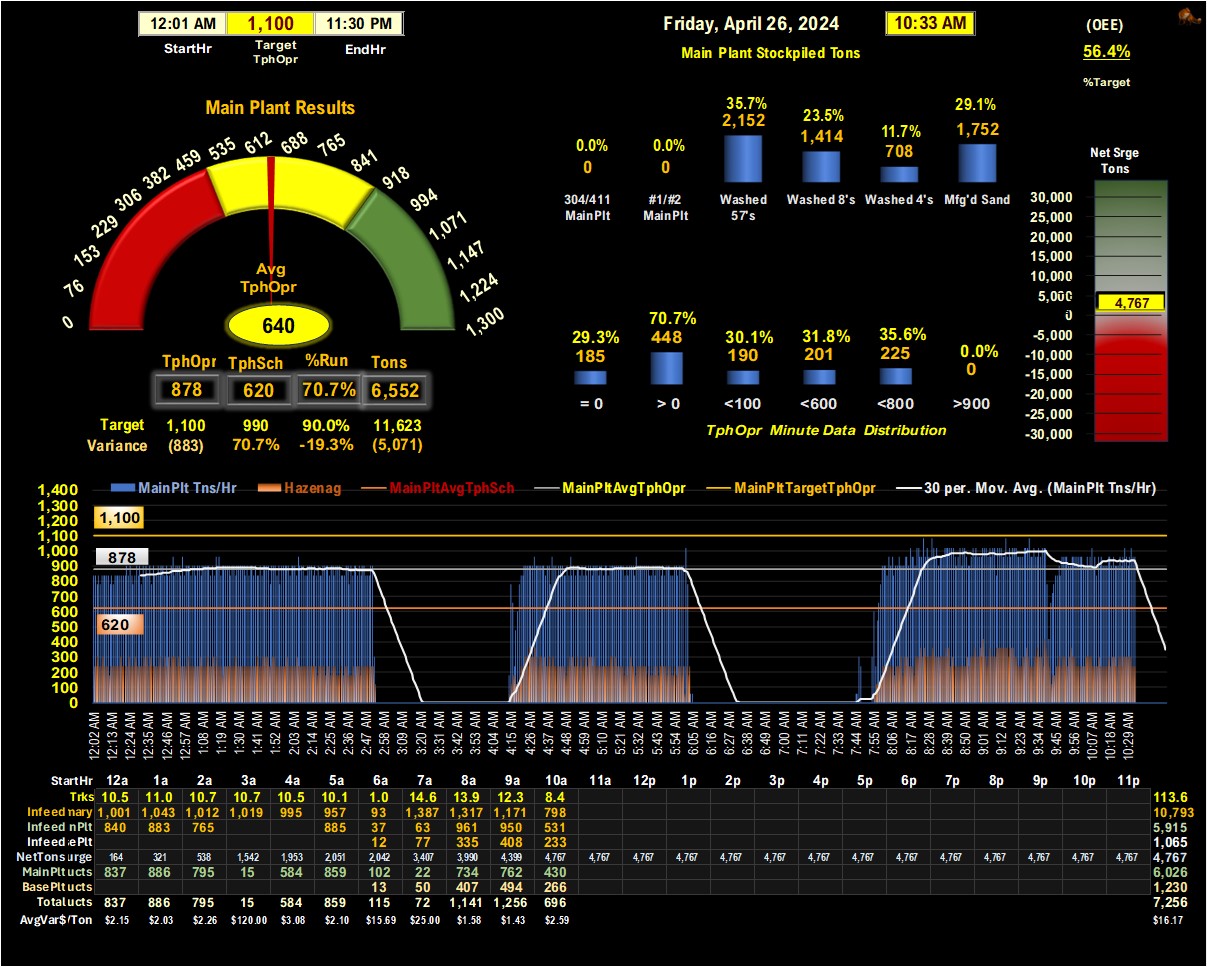 12:01 AM 1,100 11:30 PM
StartHr Target TphOpr EndHr
Friday, April 26, 2024 10:33 AM
Main Plant Stockpiled Tons
(OEE)
56.4%
%Target
Main Plant Results
0 76 153 229 306 382 459 535 612 688 765 841 918 994 1,071 1,147 1,224 1,300
Avg
TphOpr
640
TphOpr TphSch %Run Tons
878 620 70.7% 6,552
Target 1,100 990 90.0% 11,623
Variance (883) 70.7% -19.3% (5,071)
0.0% 0.0% 35.7% 23.5% 11.7% 29.1%
0 0 2,152 1,414 708 1,752
304/411 MainPlt #1/#2 MainPlt Washed 57's Washed 8's Washed 4's Mfg'd Sand
29.3% 70.7% 30.1% 31.8% 35.6% 0.0%
185 448 190 201 225 0
= 0 > 0 <100 <600 <800 >900
TphOpr Minute Data Distribution
Net Srge
Tons
30,000
25,000
20,000
15,000
10,000
5,000
0
-5,000
-10,000
-15,000
-20,000
-25,000
-30,000
4,767
MainPlt Tns/Hr Hazenag MainPltAvgTphSch MainPltAvgTphOpr MainPltTargetTphOpr 30 per. Mov. Avg. (MainPlt Tns/Hr)
1,400
1,300
1,200
1,100
1,000
900
800
700
600
500
400
300
200
100
0
1,100
878
620
12:02 AM 12:13 AM 12:24 AM 12:35 AM 12:46 AM 12:57 AM 1:08 AM 1:19 AM 1:30 AM 1:41 AM 1:52 AM 2:03 AM 2:14 AM 2:25 AM 2:36 AM 2:47 AM 2:58 AM 3:09 AM 3:20 AM 3:31 AM 3:42 AM 3:53 AM 4:04 AM 4:15 AM 4:26 AM 4:37 AM 4:48 AM 4:59 AM 5:10 AM 5:21 AM 5:32 AM 5:43 AM 5:54 AM 6:05 AM 6:16 AM 6:27 AM 6:38 AM 6:49 AM 7:00 AM 7:11 AM 7:22 AM 7:33 AM 7:44 AM 7:55 AM 8:06 AM 8:17 AM 8:28 AM 8:39 AM 8:50 AM 9:01 AM 9:12 AM 9:23 AM 9:34 AM 9:45 AM 9:56 AM 10:07 AM 10:18 AM 10:29 AM
StartHr 12a 1a 2a 3a 4a 5a 6a 7a 8a 9a 10a 11a 12p 1p 2p 3p 4p 5p 6p 7p 8p 9p 10p 11p
Trks 10.5 11.0 10.7 10.7 10.5 10.1 1.0 14.6 13.9 12.3 8.4 113.6
Infeedmary 1,001 1,043 1,012 1,019 995 957 93 1,387 1,317 1,171 798 10,793
InfeednPlt 840 883 765 885 37 63 961 950 531 5,915
InfeedePlt 12 77 335 408 233 1,065
NetTonsurge 164 321 538 1,542 1,953 2,051 2,042 3,407 3,990 4,399 4,767 4,767 4,767 4,767 4,767 4,767 4,767 4,767 4,767 4,767 4,767 4,767 4,767 4,767 4,767
MainPlucts 837 886 795 15 584 859 102 22 734 762 430 6,026
BasePltucts 13 50 407 494 266 1,230
Totalucts 837 886 795 15 584 859 115 72 1,141 1,256 696 7,256
AvgVar$/Ton $2.15 $2.03 $2.26 $120.00 $3.08 $2.10 $15.69 $25.00 $1.58 $1.43 $2.59 $16.17